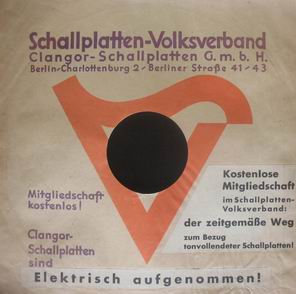 Schallplatten-Volksverband
Clangor-Schallplatten G.m.b.H.
Berlin-Charlottenburg 2 / Berliner Straße 41-43
Kostenlose
Mitgliedschaft
im Schallplatten-
Volksverband:
der zeitgemäße Weg
zum Bezug
tonvollendeter Schallplatten!
Mitgliedschaft
kostenlos!
Clangor-
Schallplatten
sind
Elektrisch aufgenommen!